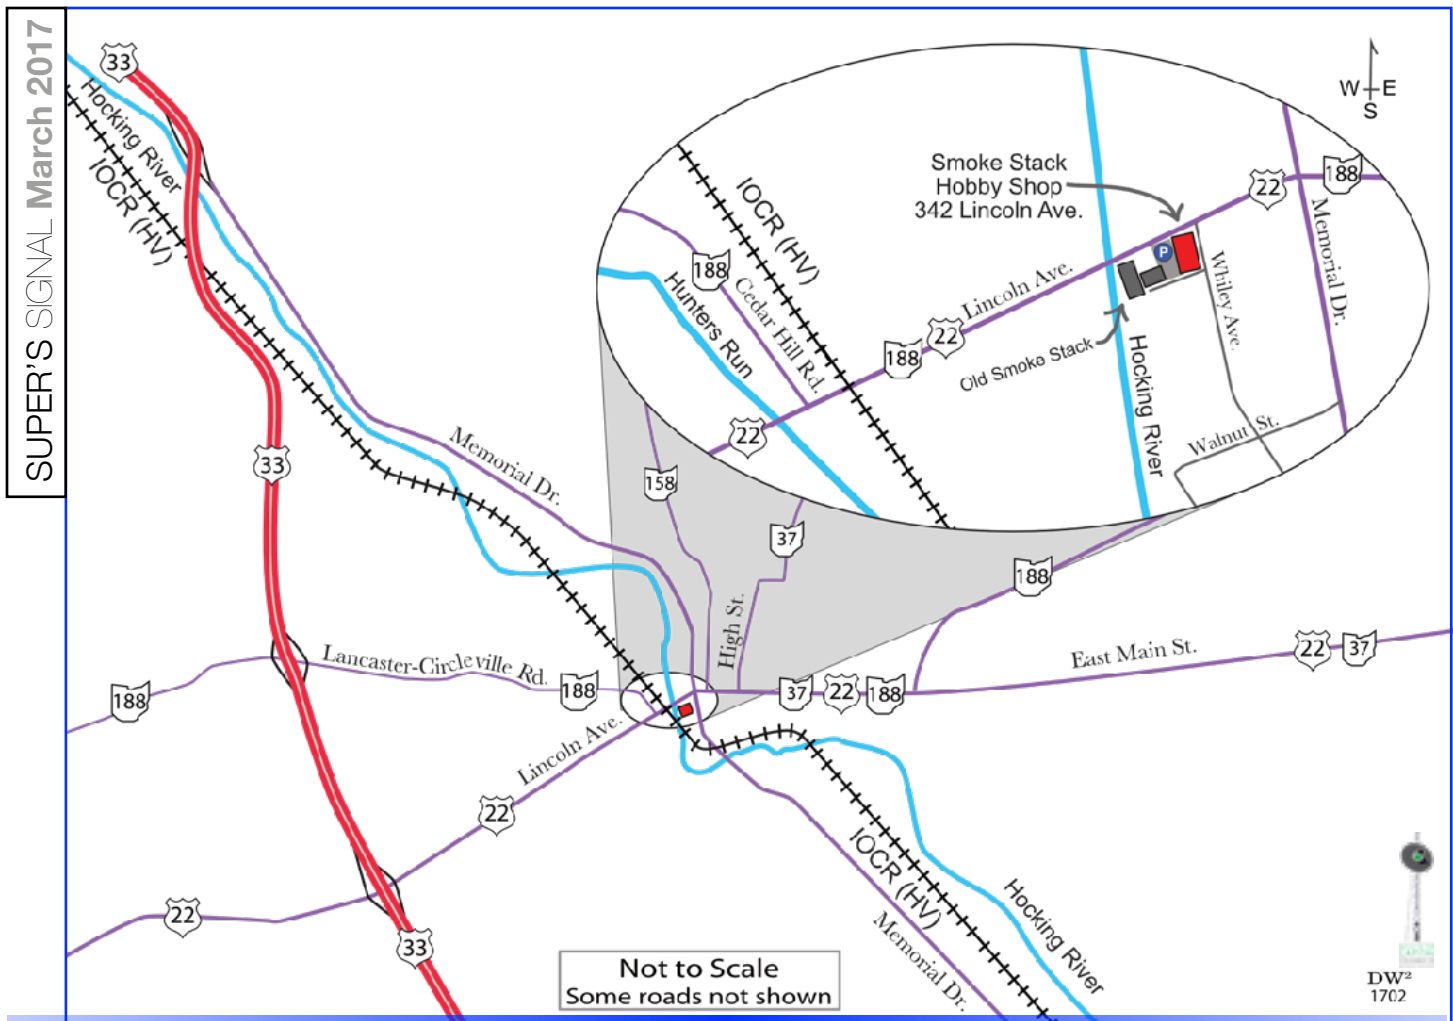 SUPER'S SIGNAL March 2017
33
Hocking River
IOCR (HV)
W E
S
Smoke Stack
Hobby Shop
342 Lincoln Ave.
IOCR (HV)
188
22
188
P
Memorial Dr.
Whiley Ave.
Cedar Hill Rd.
Hunters Run
Lincoln Ave.
22
188
Old Smoke Stack
Hocking River
22
Walnut St.
33
Memorial Dr.
158
37
188
High St.
Lancaster-Circleville Rd.
188
188
37
22
188
East Main St.
22
37
Lincoln Ave.
22
22
33
IOCR (HV)
Memorial Dr.
Hocking River
Not to Scale
Some roads not shown
DW²
1702